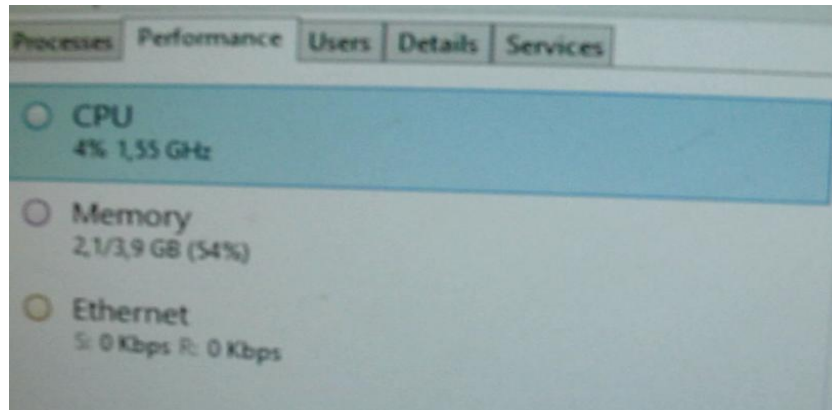 Processes Performance Users Details Services
CPU
4% 1,55 GHz
Memory
2,1/3,9 GB (54%)
Ethernet
S: 0 Kbps R: 0 Kbps